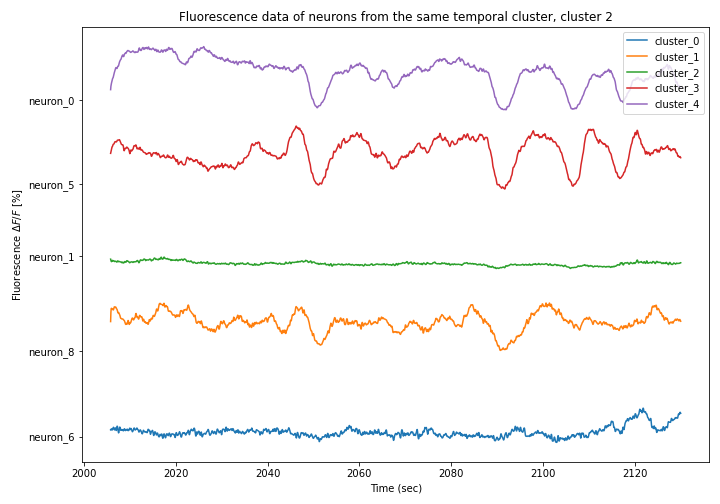 Fluorescence data of neurons from the same temporal cluster, cluster 2
cluster_0
cluster_1
cluster_2
cluster_3
cluster_4
neuron_0
neuron_5
neuron_1
neuron_8
neuron_6
Fluorescence ΔF/F [%]
2000 2020 2040 2060 2080 2100 2120
Time (sec)